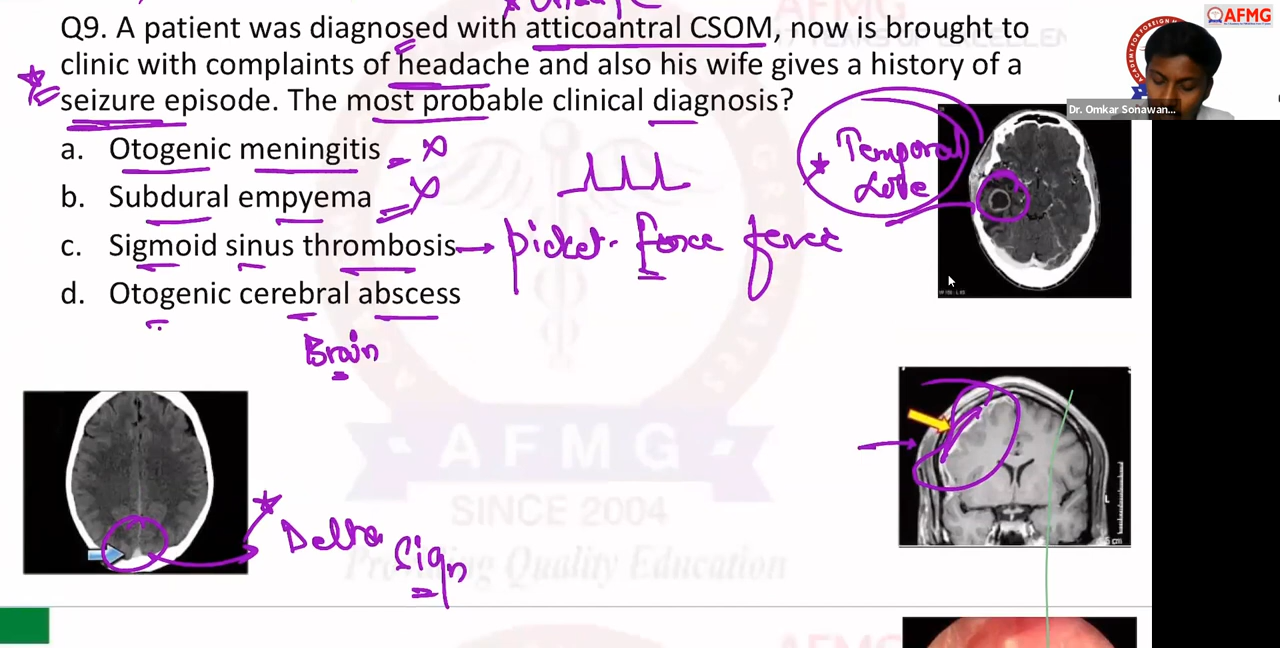 Q9. A patient was diagnosed with atticoantral CSOM, now is brought to
clinic with complaints of headache and also his wife gives a history of a
seizure episode. The most probable clinical diagnosis?
a. Otogenic meningitis
b. Subdural empyema
c. Sigmoid sinus thrombosis → picket-fence fever
d. Otogenic cerebral abscess
Brain
Temporal
Lobe
Delta
Sign
AFMG
Dr. Omkar Sonawan...
AFMG
SINCE 2004
Providing Quality Education